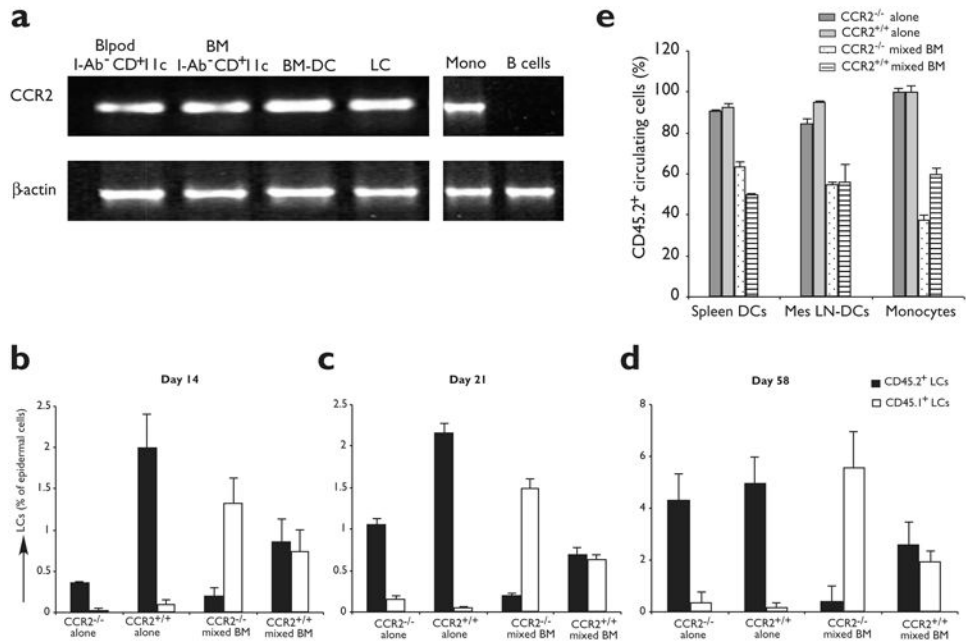 a
Blpod
I-Ab⁻ CD⁺11c
BM
I-Ab⁻ CD⁺11c
BM-DC
LC
Mono
B cells
CCR2
β-actin
e
CCR2⁻/⁻ alone
CCR2⁺/⁺ alone
CCR2⁻/⁻ mixed BM
CCR2⁺/⁺ mixed BM
CD45.2⁺ circulating cells (%)
120
100
80
60
40
20
0
Spleen DCs
Mes LN-DCs
Monocytes
b
Day 14
LCs (% of epidermal cells)
2.5
2
1.5
1
0.5
0
CCR2⁻/⁻
alone
CCR2⁺/⁺
alone
CCR2⁻/⁻
mixed BM
CCR2⁺/⁺
mixed BM
c
Day 21
2.5
2
1.5
1
0.5
0
CCR2⁻/⁻
alone
CCR2⁺/⁺
alone
CCR2⁻/⁻
mixed BM
CCR2⁺/⁺
mixed BM
d
Day 58
CD45.2⁺ LCs
CD45.1⁺ LCs
8
6
4
2
0
CCR2⁻/⁻
alone
CCR2⁺/⁺
alone
CCR2⁻/⁻
mixed BM
CCR2⁺/⁺
mixed BM